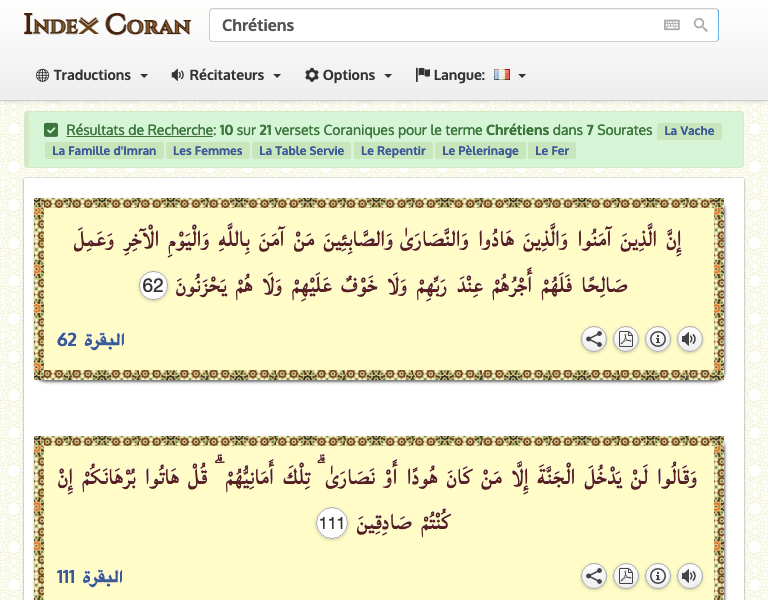 INDEX CORAN
Chrétiens
Traductions Récitateurs Options Langue:
Résultats de Recherche: 10 sur 21 versets Coraniques pour le terme Chrétiens dans 7 Sourates La Vache
La Famille d'Imran Les Femmes La Table Servie Le Repentir Le Pèlerinage Le Fer
إِنَّ الَّذِينَ آمَنُوا وَالَّذِينَ هَادُوا وَالنَّصَارَىٰ وَالصَّابِئِينَ مَنْ آمَنَ بِاللَّهِ وَالْيَوْمِ الْآخِرِ وَعَمِلَ
صَالِحًا فَلَهُمْ أَجْرُهُمْ عِنْدَ رَبِّهِمْ وَلَا خَوْفٌ عَلَيْهِمْ وَلَا هُمْ يَحْزَنُونَ 62
البقرة 62
وَقَالُوا لَنْ يَدْخُلَ الْجَنَّةَ إِلَّا مَنْ كَانَ هُودًا أَوْ نَصَارَىٰ ۗ تِلْكَ أَمَانِيُّهُمْ ۗ قُلْ هَاتُوا بُرْهَانَكُمْ إِنْ
كُنْتُمْ صَادِقِينَ 111
البقرة 111